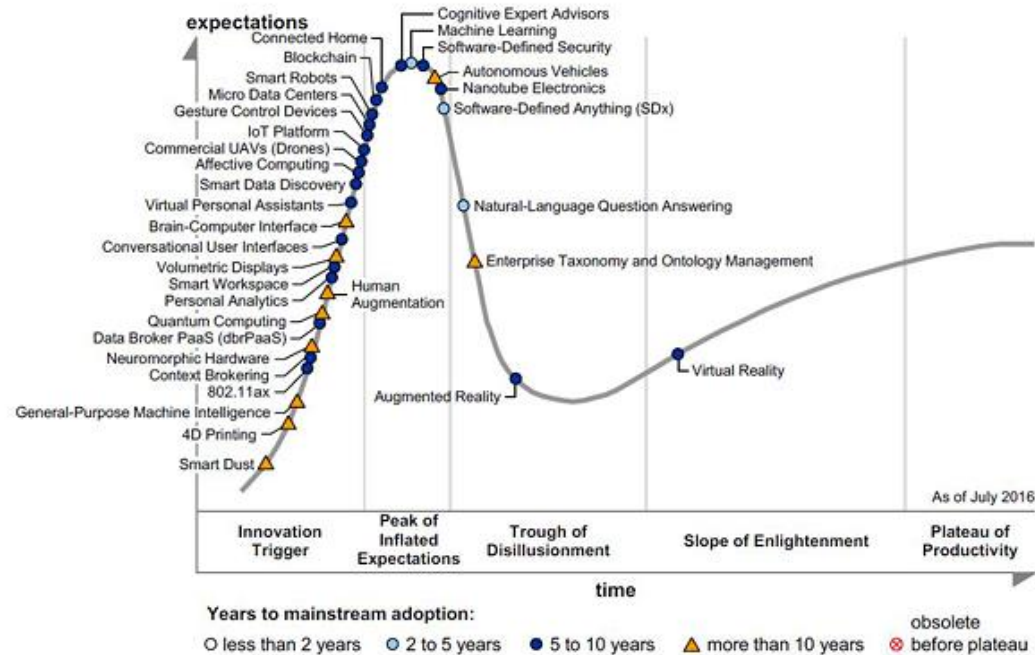 expectations
Cognitive Expert Advisors
Machine Learning
Software-Defined Security
Connected Home
Blockchain
Smart Robots
Micro Data Centers
Gesture Control Devices
IoT Platform
Commercial UAVs (Drones)
Affective Computing
Smart Data Discovery
Virtual Personal Assistants
Brain-Computer Interface
Conversational User Interfaces
Volumetric Displays
Smart Workspace
Personal Analytics
Human
Augmentation
Quantum Computing
Data Broker PaaS (dbrPaaS)
Neuromorphic Hardware
Context Brokering
802.11ax
General-Purpose Machine Intelligence
4D Printing
Smart Dust
Autonomous Vehicles
Nanotube Electronics
Software-Defined Anything (SDx)
Natural-Language Question Answering
Enterprise Taxonomy and Ontology Management
Augmented Reality
Virtual Reality
As of July 2016
Innovation
Trigger
Peak of
Inflated
Expectations
Trough of
Disillusionment
Slope of Enlightenment
Plateau of
Productivity
time
Years to mainstream adoption:
less than 2 years
2 to 5 years
5 to 10 years
more than 10 years
obsolete
before plateau